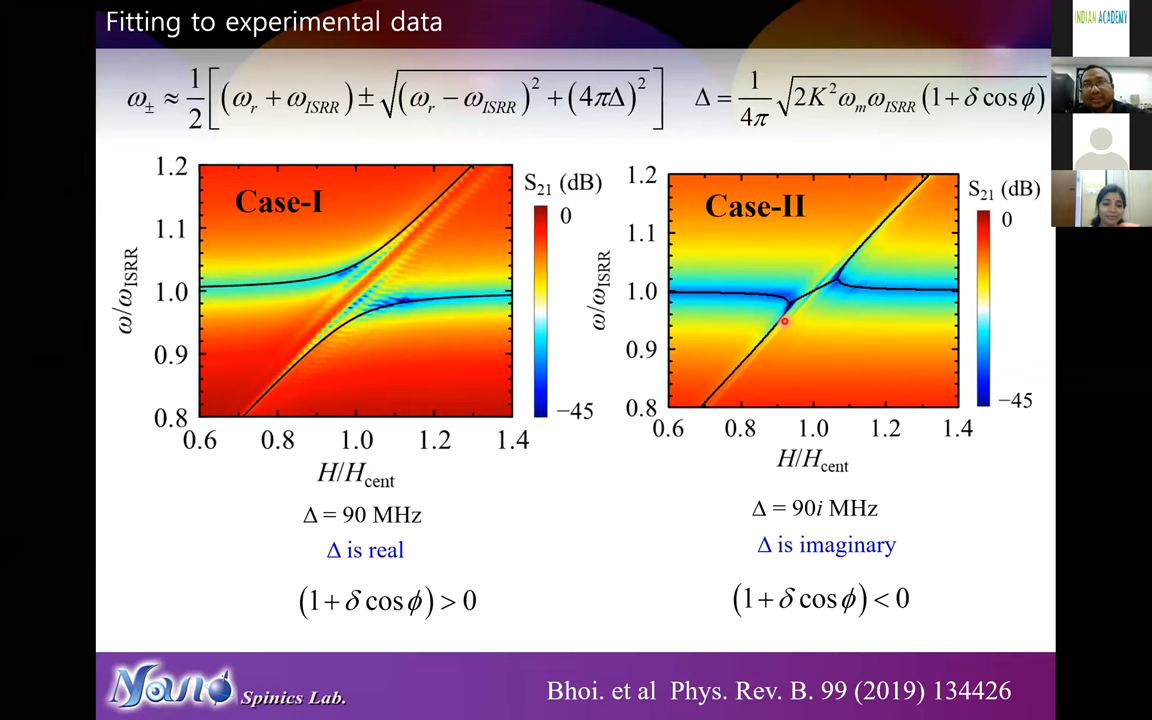 Fitting to experimental data
INDIAN ACADEMY
ω± ≈ 1/2[(ωr + ωISRR) ± √((ωr − ωISRR)² + (4πΔ)²)]
Δ = 1/4π √(2K²ωmωISRR(1 + δ cos ϕ))
Case-I
ω/ωISRR
1.2
1.1
1.0
0.9
0.8
0.6 0.8 1.0 1.2 1.4
H/Hcent
S21 (dB)
0
−45
Δ = 90 MHz
Δ is real
(1 + δ cos ϕ) > 0
Case-II
ω/ωISRR
1.2
1.1
1.0
0.9
0.8
0.6 0.8 1.0 1.2 1.4
H/Hcent
S21 (dB)
0
−45
Δ = 90i MHz
Δ is imaginary
(1 + δ cos ϕ) < 0
Nano Spinics Lab.
Bhoi. et al Phys. Rev. B. 99 (2019) 134426